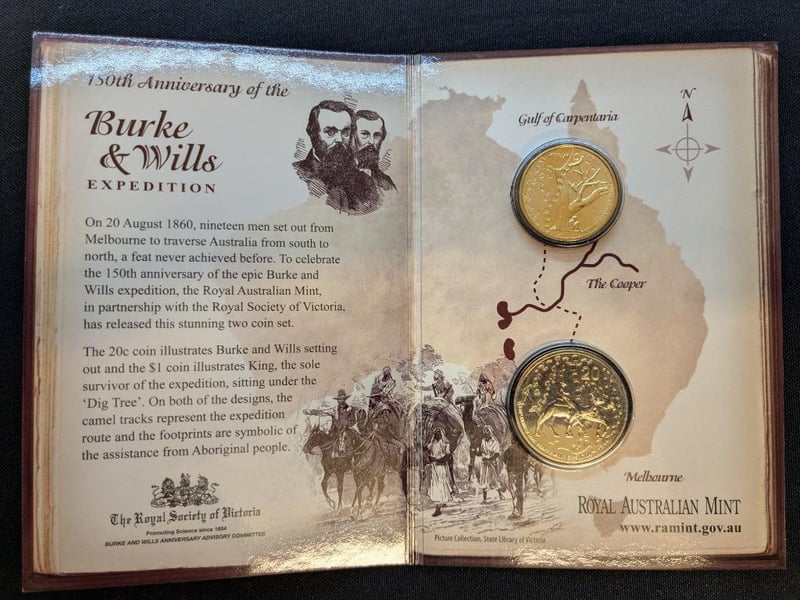 150th Anniversary of the
Burke
& Wills
EXPEDITION
On 20 August 1860, nineteen men set out from
Melbourne to traverse Australia from south to
north, a feat never achieved before. To celebrate
the 150th anniversary of the epic Burke and
Wills expedition, the Royal Australian Mint,
in partnership with the Royal Society of Victoria,
has released this stunning two coin set.
The 20c coin illustrates Burke and Wills setting
out and the $1 coin illustrates King, the sole
survivor of the expedition, sitting under the
‘Dig Tree’. On both of the designs, the
camel tracks represent the expedition
route and the footprints are symbolic of
the assistance from Aboriginal people.
The Royal Society of Victoria
Promoting Science since 1854
BURKE AND WILLS ANNIVERSARY ADVISORY COMMITTEE
N
Gulf of Carpentaria
The Cooper
20
Melbourne
ROYAL AUSTRALIAN MINT
www.ramint.gov.au
Picture Collection, State Library of Victoria